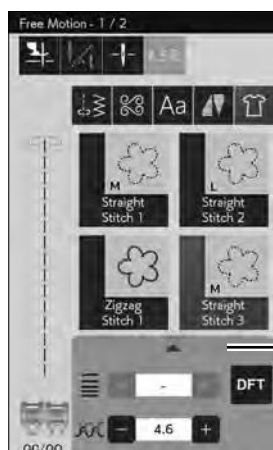 Free Motion - 1 / 2
Aa
M
Straight
Stitch 1
L
Straight
Stitch 2
Zigzag
Stitch 1
M
Straight
Stitch 3
-
DFT
- 4.6 +